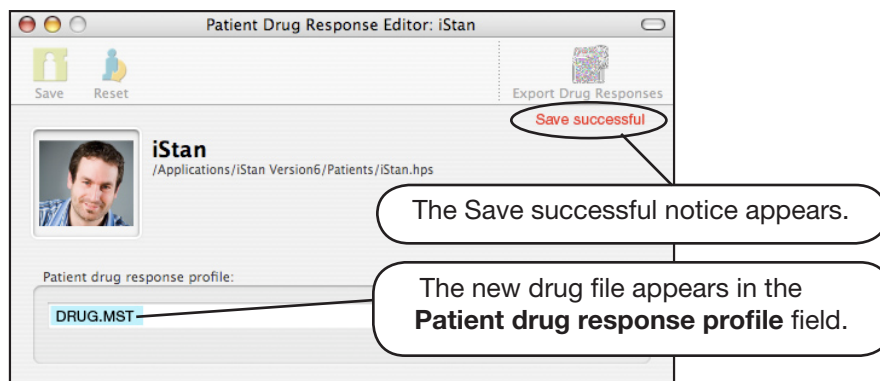 Patient Drug Response Editor: iStan
Save Reset Export Drug Responses
Save successful
iStan
/Applications/iStan Version6/Patients/iStan.hps
The Save successful notice appears.
Patient drug response profile:
The new drug file appears in the
Patient drug response profile field.
DRUG.MST